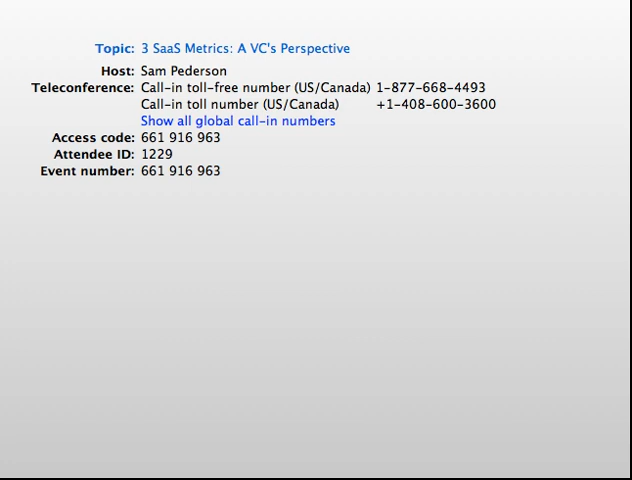 Topic: 3 SaaS Metrics: A VC's Perspective
Host: Sam Pederson
Teleconference: Call-in toll-free number (US/Canada) 1-877-668-4493
Call-in toll number (US/Canada) +1-408-600-3600
Show all global call-in numbers
Access code: 661 916 963
Attendee ID: 1229
Event number: 661 916 963